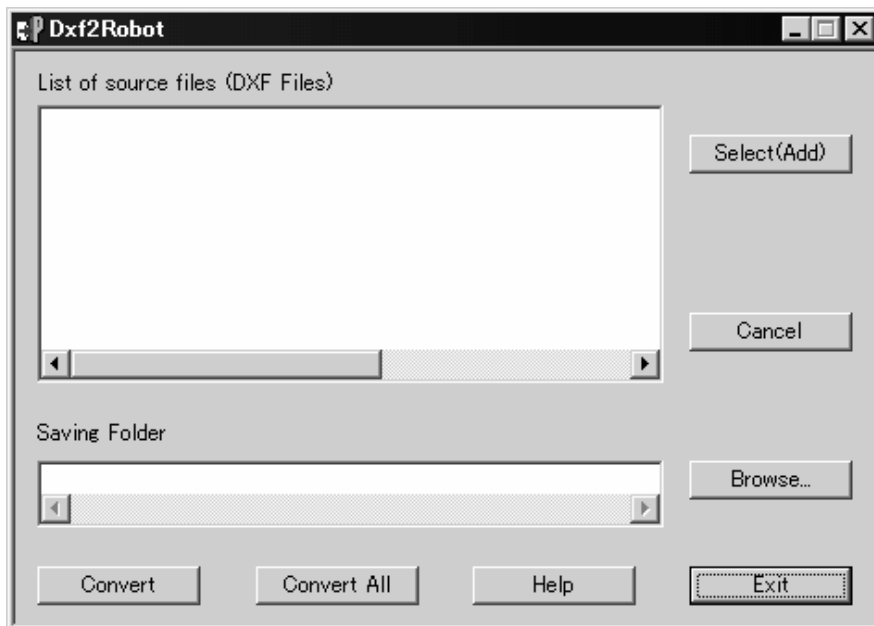 Dxf2Robot
List of source files (DXF Files)
Select(Add)
Cancel
Saving Folder
Browse...
Convert
Convert All
Help
Exit